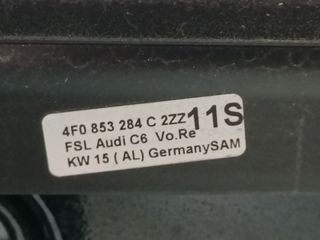 4F0 853 284 C 2ZZ 11S
FSL Audi C6 Vo.Re
KW 15 ( AL) GermanySAM